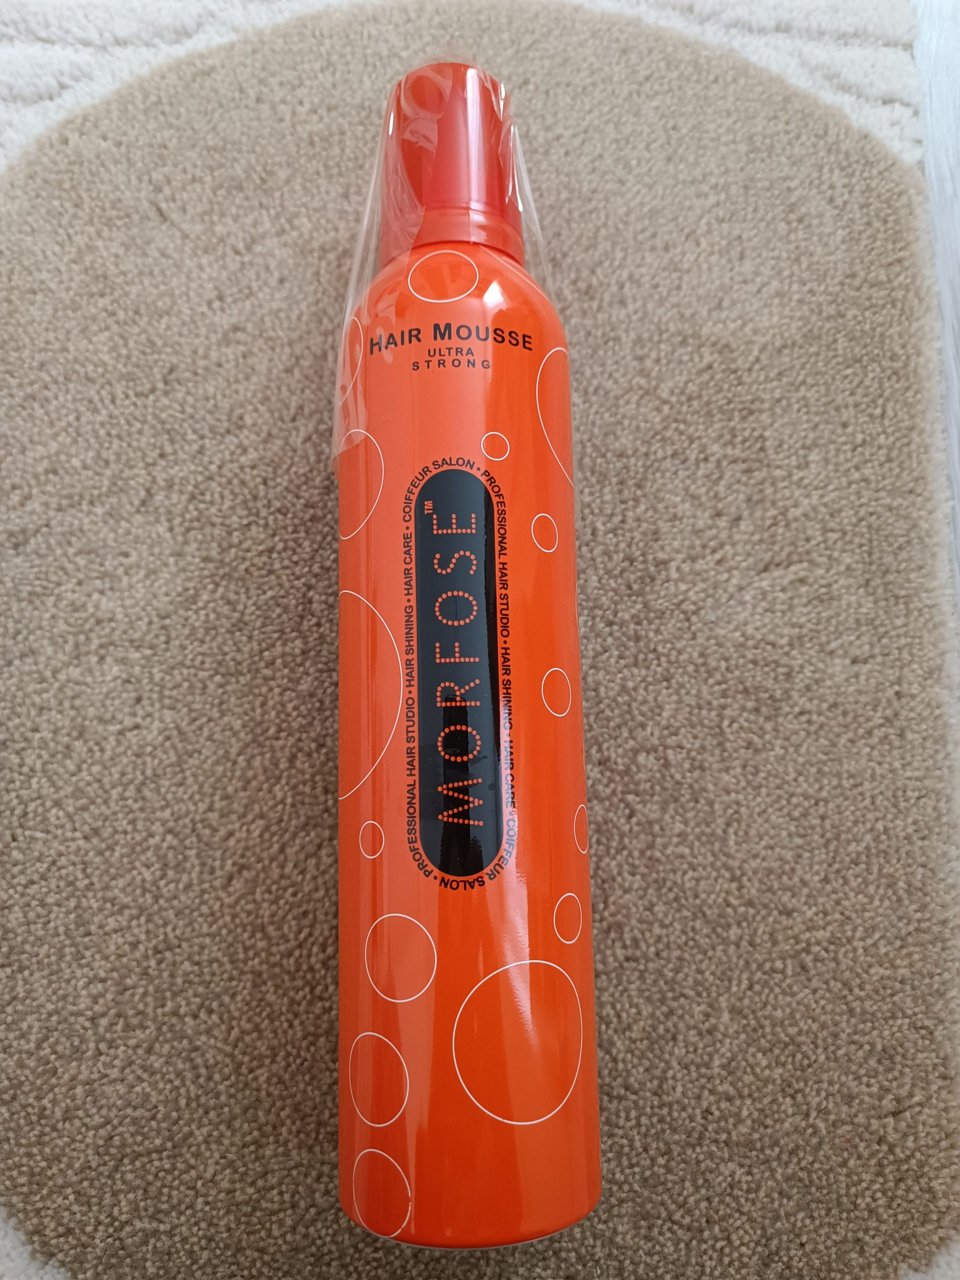 HAIR MOUSSE
ULTRA
STRONG
MORFOSE™
COIFFEUR SALON • PROFESSIONAL HAIR STUDIO • HAIR SHINING • HAIR CARE • COIFFEUR SALON • PROFESSIONAL HAIR STUDIO • HAIR SHINING • HAIR CARE •